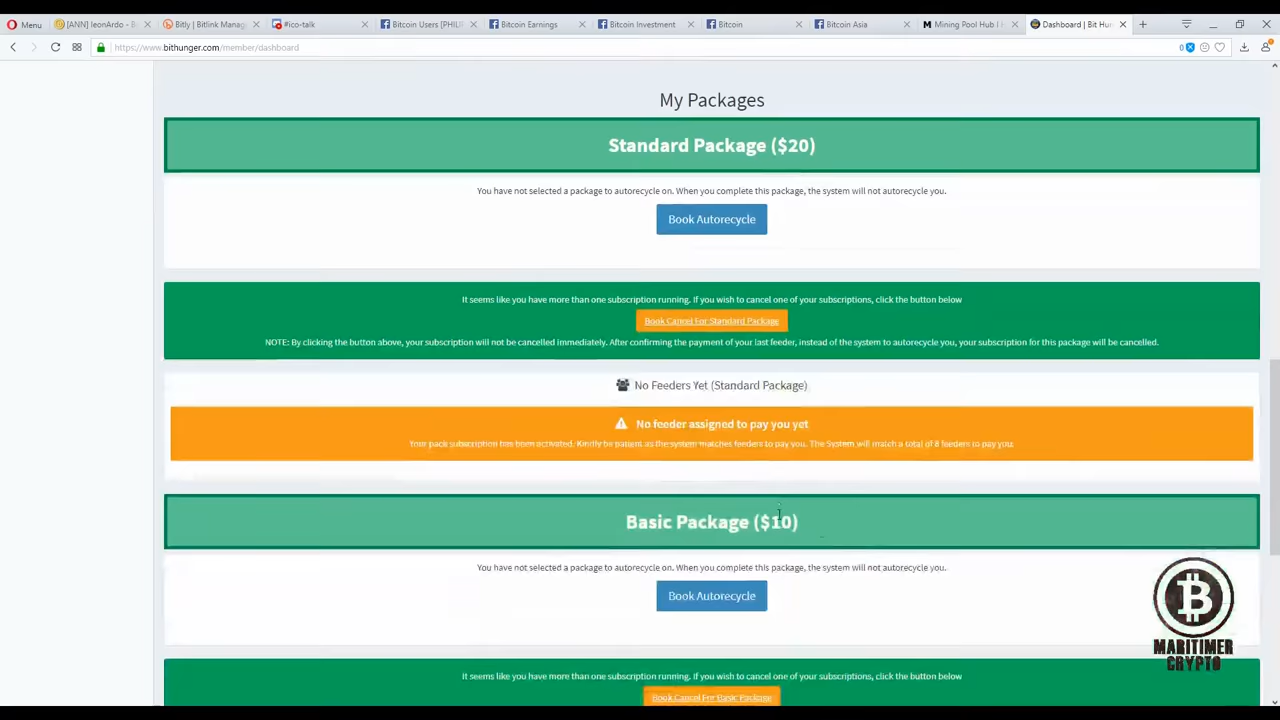 Menu
[ANN] leonArdo - B
Bitly | Bitlink Manag
#ico-talk
Bitcoin Users [PHILIP
Bitcoin Earnings
Bitcoin Investment
Bitcoin
Bitcoin Asia
Mining Pool Hub | H
Dashboard | Bit Hun
https://www.bithunger.com/member/dashboard
0
My Packages
Standard Package ($20)
You have not selected a package to autorecycle on. When you complete this package, the system will not autorecycle you.
Book Autorecycle
It seems like you have more than one subscription running. If you wish to cancel one of your subscriptions, click the button below
Book Cancel For Standard Package
NOTE: By clicking the button above, your subscription will not be cancelled immediately. After confirming the payment of your last feeder, instead of the system to autorecycle you, your subscription for this package will be cancelled.
No Feeders Yet (Standard Package)
No feeder assigned to pay you yet
Your pack subscription has been activated. Kindly be patient as the system matches feeders to pay you. The System will match a total of 8 feeders to pay you.
Basic Package ($10)
You have not selected a package to autorecycle on. When you complete this package, the system will not autorecycle you.
Book Autorecycle
It seems like you have more than one subscription running. If you wish to cancel one of your subscriptions, click the button below
Book Cancel For Basic Package
MARITIMER
CRYPTO